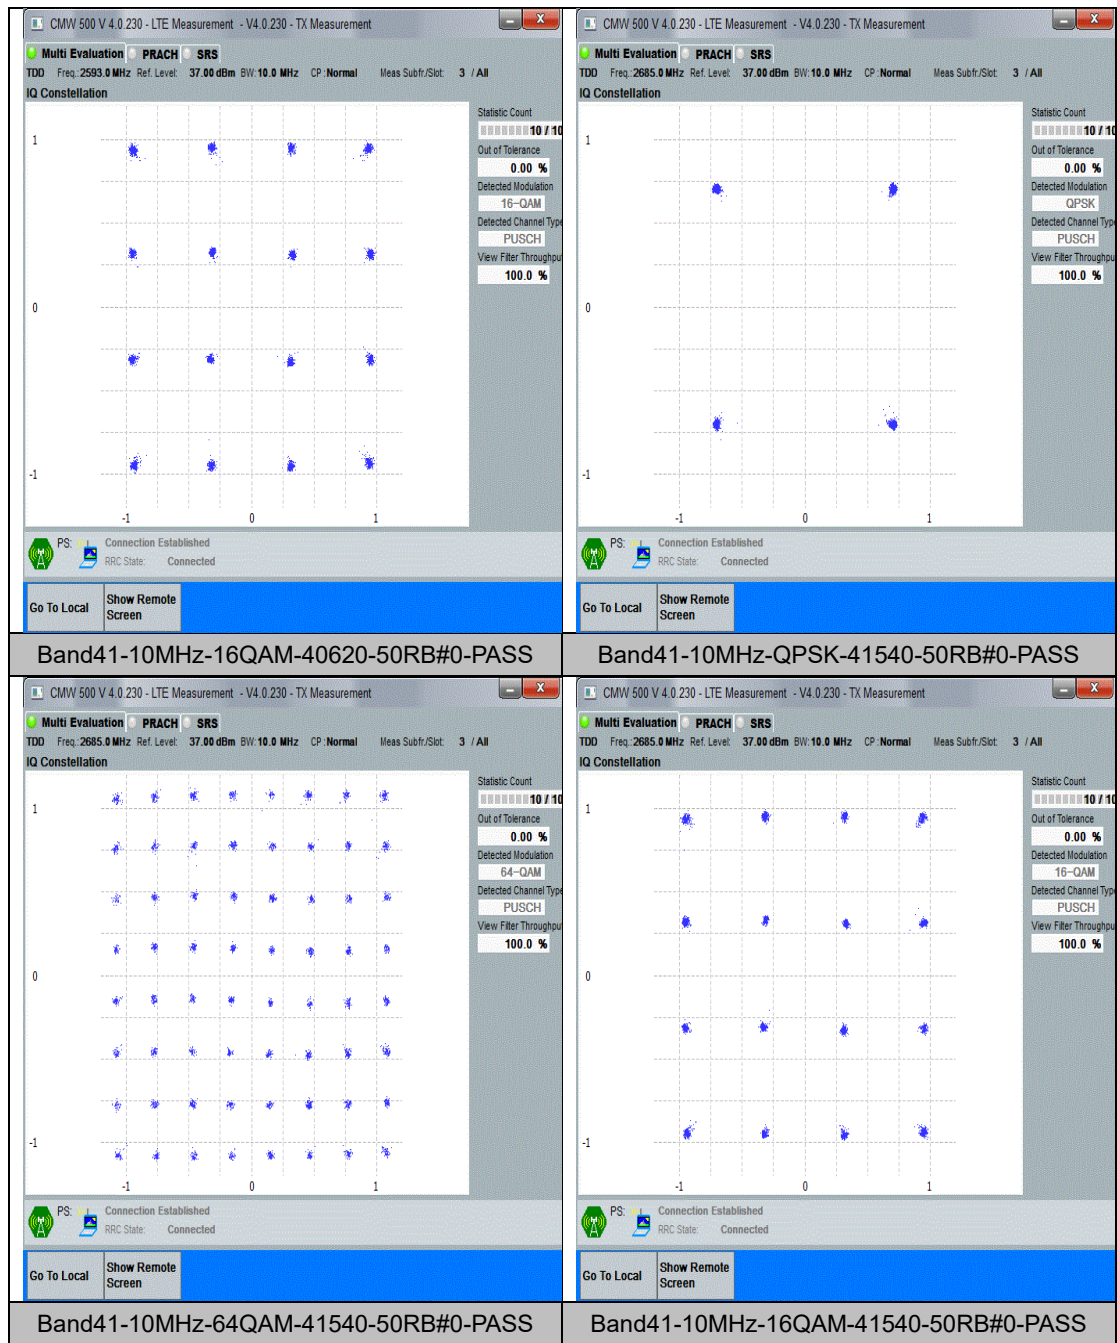 CMW 500 V 4.0.230 - LTE Measurement - V4.0.230 - TX Measurement
X
Multi Evaluation PRACH SRS
TDD Freq.:2593.0 MHz Ref. Level: 37.00 dBm BW:10.0 MHz CP :Normal Meas Subfr./Slot: 3 / All
IQ Constellation
Statistic Count
10 / 10
Out of Tolerance
0.00 %
Detected Modulation
16-QAM
Detected Channel Type
PUSCH
View Filter Throughpu
100.0 %
1
0
-1
-1 0 1
PS: Connection Established
RRC State: Connected
Go To Local
Show Remote
Screen
Band41-10MHz-16QAM-40620-50RB#0-PASS
CMW 500 V 4.0.230 - LTE Measurement - V4.0.230 - TX Measurement
X
Multi Evaluation PRACH SRS
TDD Freq.:2685.0 MHz Ref. Level: 37.00 dBm BW:10.0 MHz CP :Normal Meas Subfr./Slot: 3 / All
IQ Constellation
Statistic Count
10 / 10
Out of Tolerance
0.00 %
Detected Modulation
QPSK
Detected Channel Type
PUSCH
View Filter Throughpu
100.0 %
1
0
-1
-1 0 1
PS: Connection Established
RRC State: Connected
Go To Local
Show Remote
Screen
Band41-10MHz-QPSK-41540-50RB#0-PASS
CMW 500 V 4.0.230 - LTE Measurement - V4.0.230 - TX Measurement
X
Multi Evaluation PRACH SRS
TDD Freq.:2685.0 MHz Ref. Level: 37.00 dBm BW:10.0 MHz CP :Normal Meas Subfr./Slot: 3 / All
IQ Constellation
Statistic Count
10 / 10
Out of Tolerance
0.00 %
Detected Modulation
64-QAM
Detected Channel Type
PUSCH
View Filter Throughpu
100.0 %
1
0
-1
-1 0 1
PS: Connection Established
RRC State: Connected
Go To Local
Show Remote
Screen
Band41-10MHz-64QAM-41540-50RB#0-PASS
CMW 500 V 4.0.230 - LTE Measurement - V4.0.230 - TX Measurement
X
Multi Evaluation PRACH SRS
TDD Freq.:2685.0 MHz Ref. Level: 37.00 dBm BW:10.0 MHz CP :Normal Meas Subfr./Slot: 3 / All
IQ Constellation
Statistic Count
10 / 10
Out of Tolerance
0.00 %
Detected Modulation
16-QAM
Detected Channel Type
PUSCH
View Filter Throughpu
100.0 %
1
0
-1
-1 0 1
PS: Connection Established
RRC State: Connected
Go To Local
Show Remote
Screen
Band41-10MHz-16QAM-41540-50RB#0-PASS